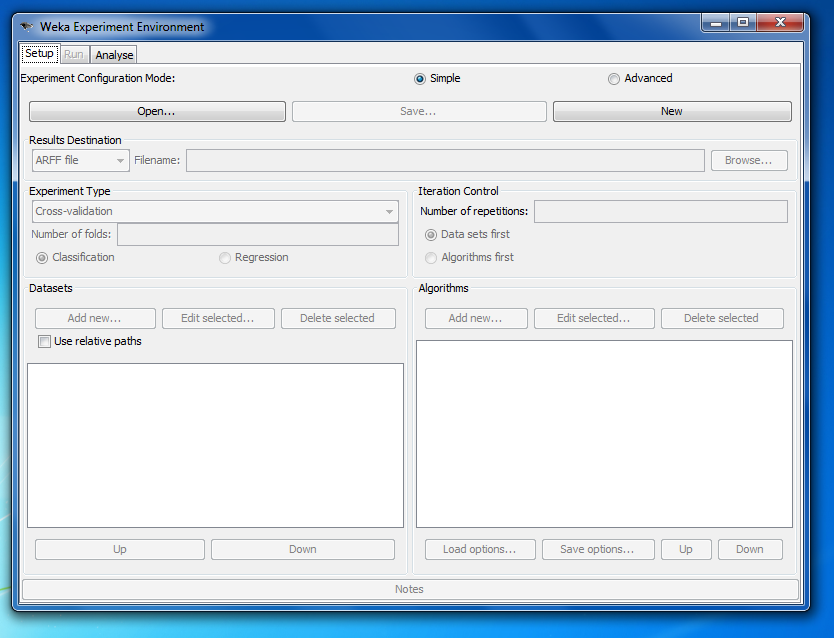 Weka Experiment Environment
Setup Run Analyse
Experiment Configuration Mode: Simple Advanced
Open... Save... New
Results Destination
ARFF file Filename: Browse...
Experiment Type
Cross-validation
Number of folds:
Classification Regression
Iteration Control
Number of repetitions:
Data sets first
Algorithms first
Datasets
Add new... Edit selected... Delete selected
Use relative paths
Up Down
Algorithms
Add new... Edit selected... Delete selected
Load options... Save options... Up Down
Notes